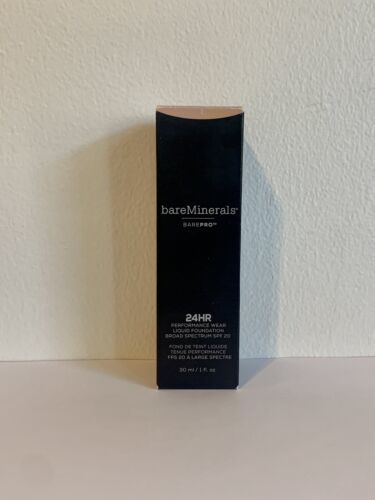 bareMinerals®
BAREPRO™
24HR
PERFORMANCE WEAR
LIQUID FOUNDATION
BROAD SPECTRUM SPF 20
FOND DE TEINT LIQUIDE
TENUE PERFORMANCE
FPS 20 À LARGE SPECTRE
30 ml / 1 fl. oz